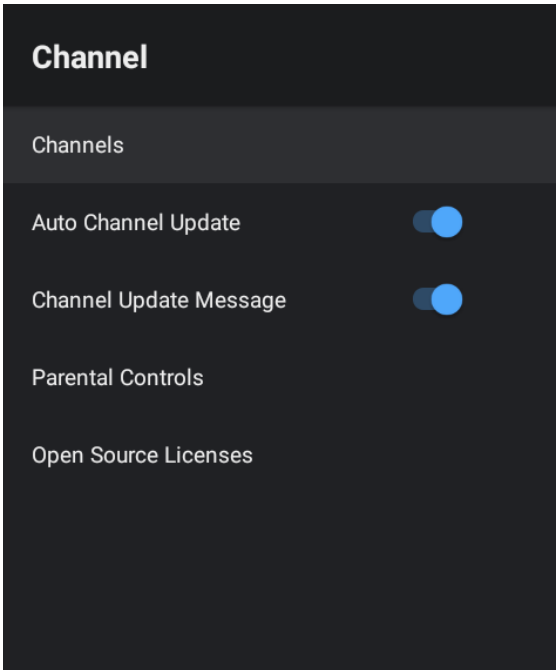 Channel
Channels
Auto Channel Update
Channel Update Message
Parental Controls
Open Source Licenses